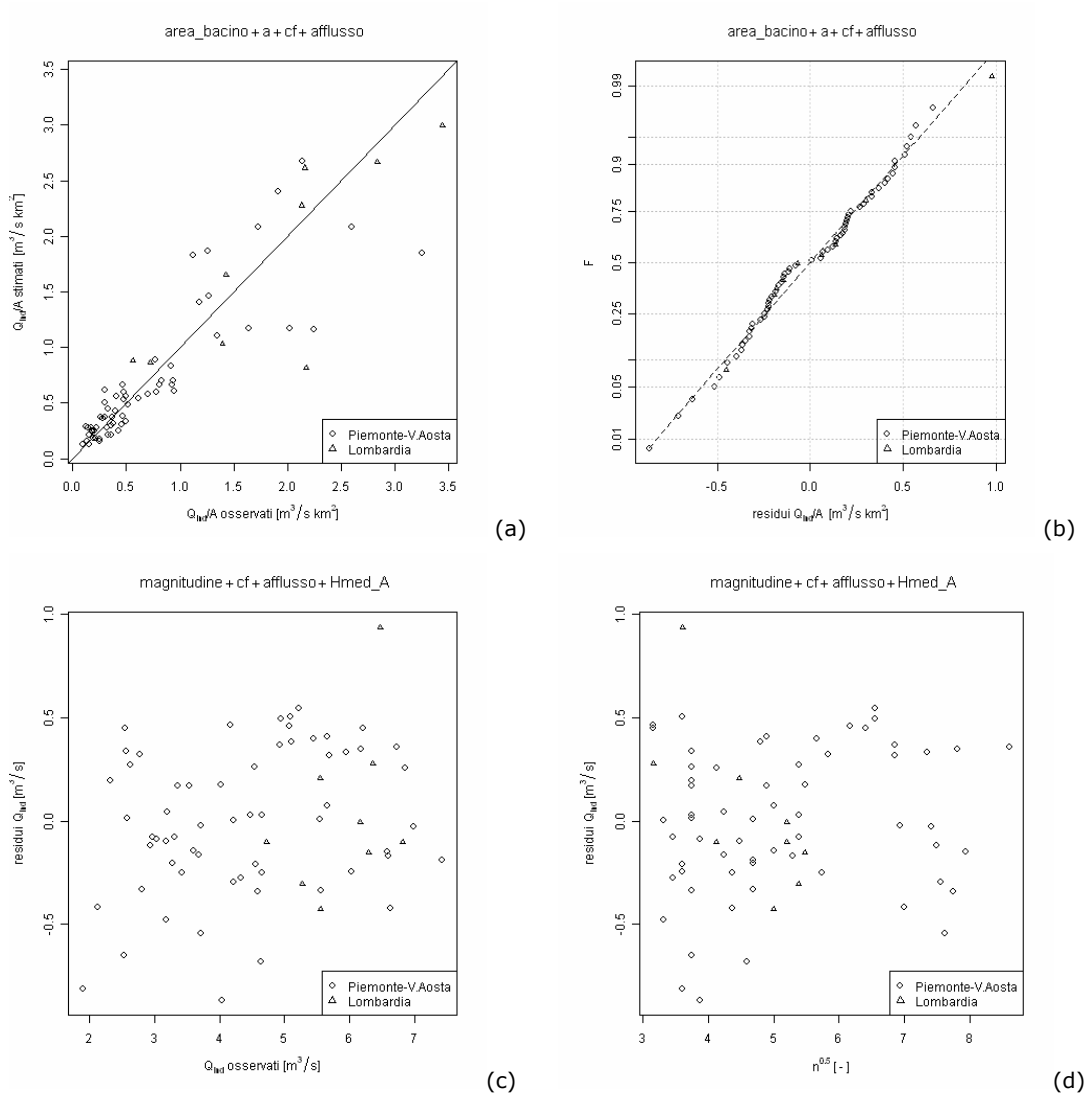 area_bacino + a + cf + afflusso
3.5
3.0
2.5
2.0
1.5
1.0
0.5
0.0
Q_ind/A stimati [m³/s km²]
Piemonte-V.Aosta
Lombardia
0.0 0.5 1.0 1.5 2.0 2.5 3.0 3.5
Q_ind/A osservati [m³/s km²]
(a)
area_bacino + a + cf + afflusso
0.99
0.9
0.75
0.5
0.25
0.05
0.01
F
Piemonte-V.Aosta
Lombardia
-0.5 0.0 0.5 1.0
residui Q_ind/A [m³/s km²]
(b)
magnitudine + cf + afflusso + Hmed_A
1.0
0.5
0.0
-0.5
residui Q_ind [m³/s]
Piemonte-V.Aosta
Lombardia
2 3 4 5 6 7
Q_ind osservati [m³/s]
(c)
magnitudine + cf + afflusso + Hmed_A
1.0
0.5
0.0
-0.5
residui Q_ind [m³/s]
Piemonte-V.Aosta
Lombardia
3 4 5 6 7 8
n^0.5 [-]
(d)